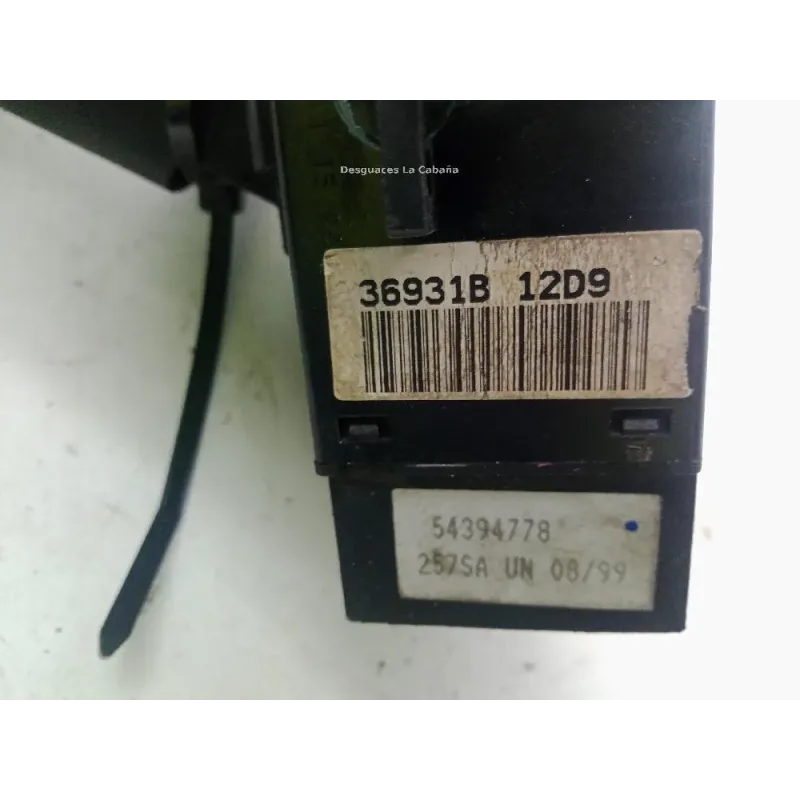 Desguaces La Cabaña
36931B 12D9
54394778
257SA UN 08/99